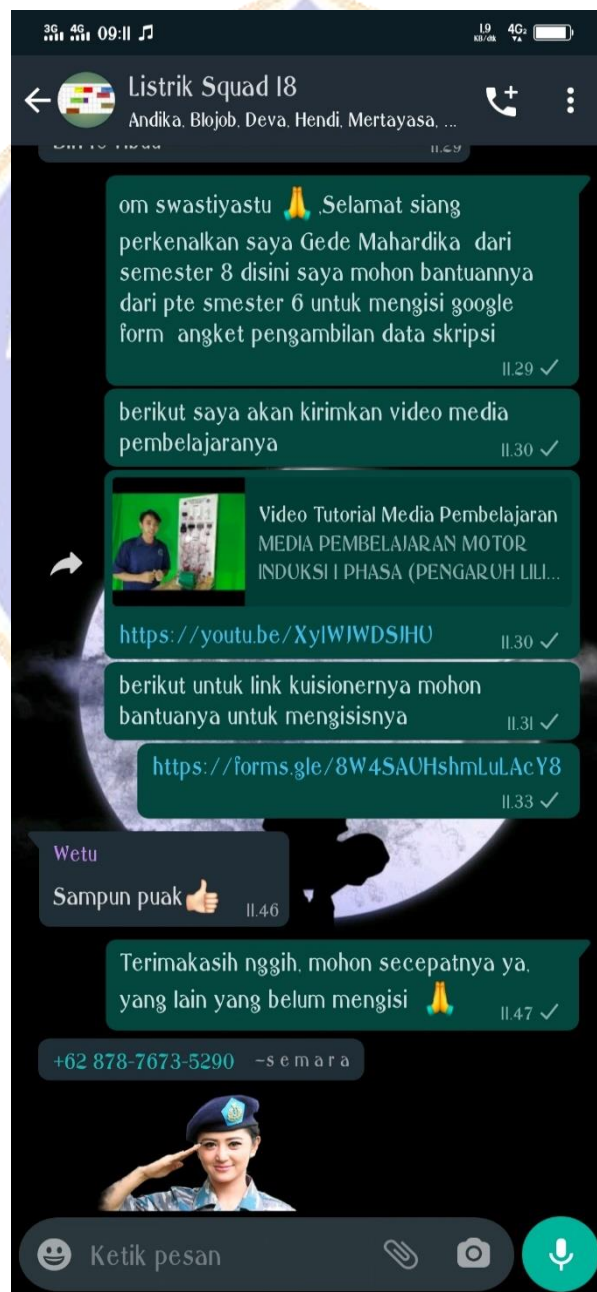 3G 4G 09:11
1.9 KB/dtk 4G2
Listrik Squad 18
Andika, Blojob, Deva, Hendi, Mertayasa, ...
11.29
om swastiyastu 🙏 ,Selamat siang
perkenalkan saya Gede Mahardika dari
semester 8 disini saya mohon bantuannya
dari pte smester 6 untuk mengisi google
form angket pengambilan data skripsi
11.29
berikut saya akan kirimkan video media
pembelajaranya
11.30
Video Tutorial Media Pembelajaran
MEDIA PEMBELAJARAN MOTOR
INDUKSI 1 PHASA (PENGARUH LILI...
https://youtu.be/XylWJWDSJHU
11.30
berikut untuk link kuisionernya mohon
bantuanya untuk mengisisnya
11.31
https://forms.gle/8W4SAUHshmLuLAcY8
11.33
Wetu
Sampun puak👍🏻
11.46
Terimakasih nggih, mohon secepatnya ya,
yang lain yang belum mengisi 🙏
11.47
+62 878-7673-5290 ~s e m a r a
Ketik pesan